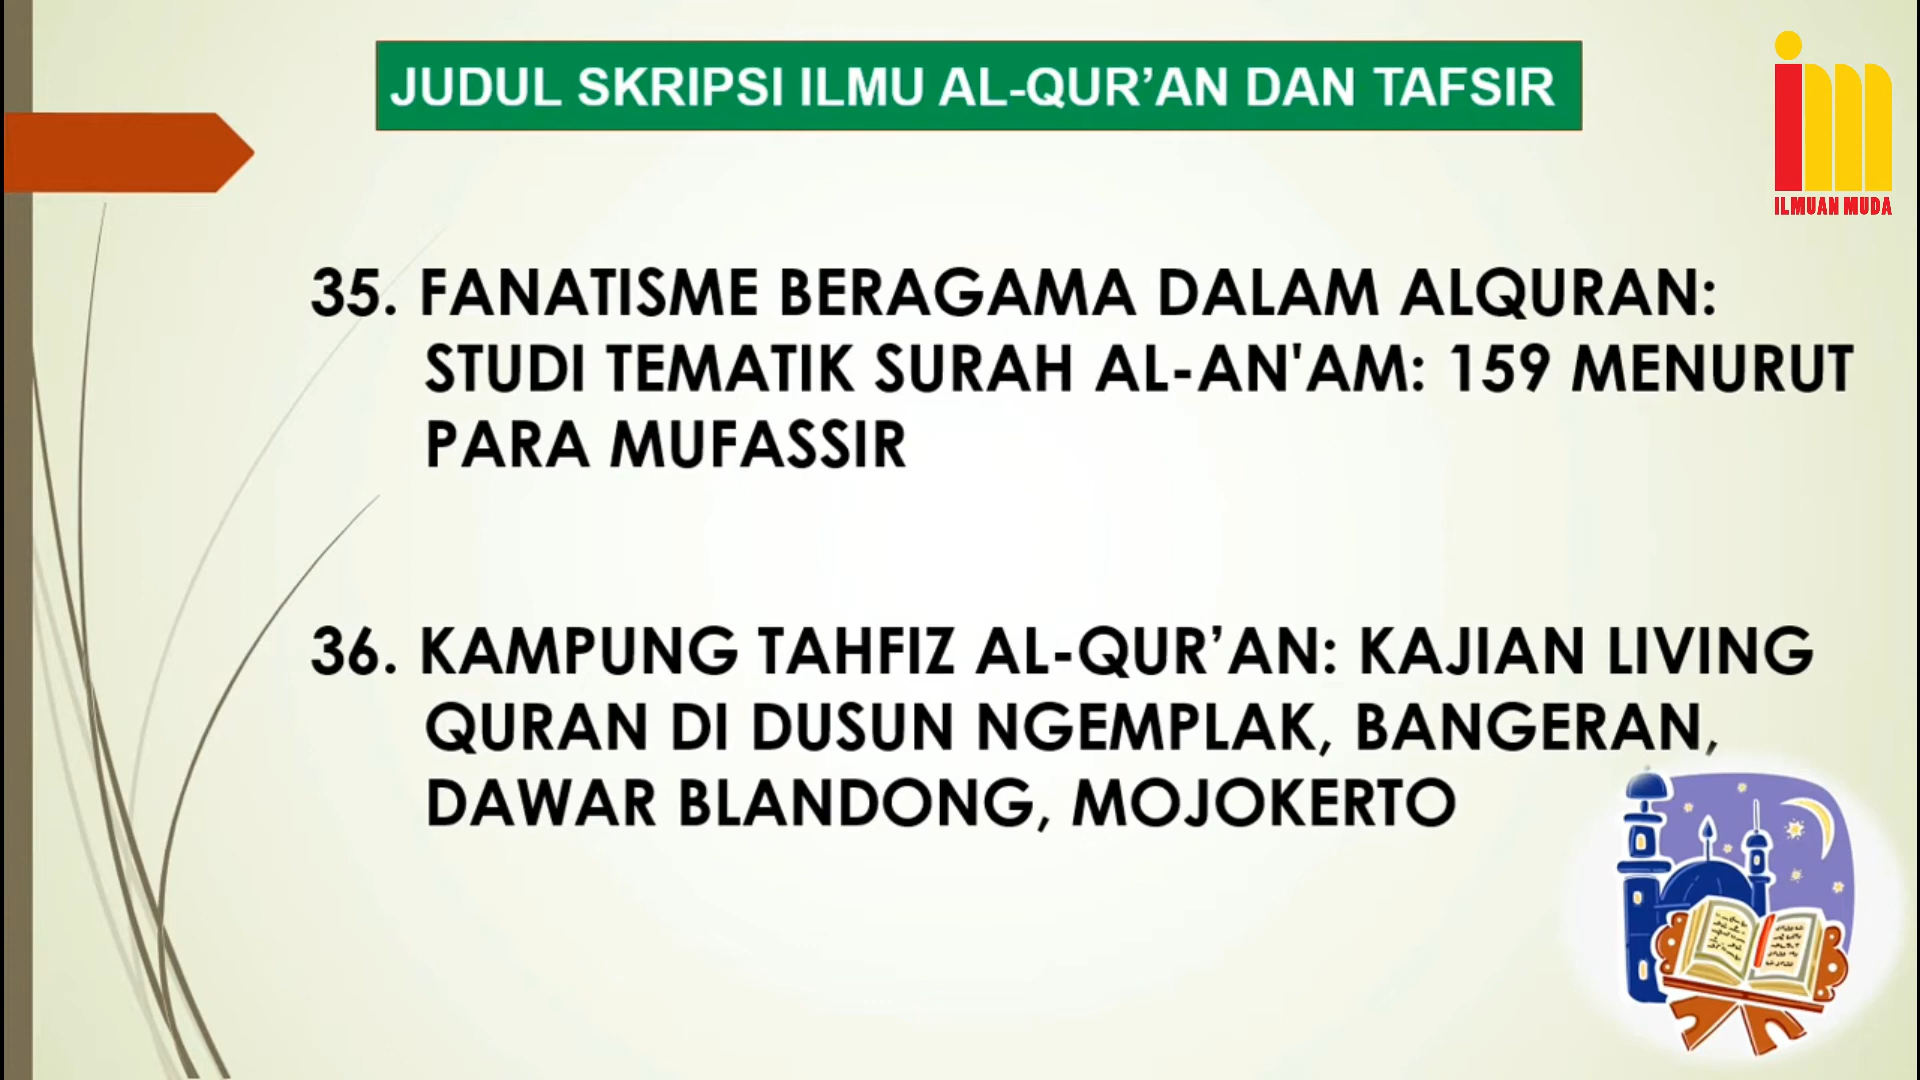 JUDUL SKRIPSI ILMU AL-QUR’AN DAN TAFSIR
ILMUAN MUDA
35. FANATISME BERAGAMA DALAM ALQURAN:
STUDI TEMATIK SURAH AL-AN'AM: 159 MENURUT
PARA MUFASSIR
36. KAMPUNG TAHFIZ AL-QUR’AN: KAJIAN LIVING
QURAN DI DUSUN NGEMPLAK, BANGERAN,
DAWAR BLANDONG, MOJOKERTO